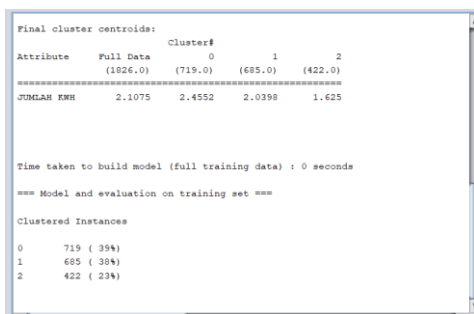 Final cluster centroids:
Cluster#
Attribute Full Data 0 1 2
(1826.0) (719.0) (685.0) (422.0)
==================================================
JUMLAH KWH 2.1075 2.4552 2.0398 1.625
Time taken to build model (full training data) : 0 seconds
=== Model and evaluation on training set ===
Clustered Instances
0 719 ( 39%)
1 685 ( 38%)
2 422 ( 23%)